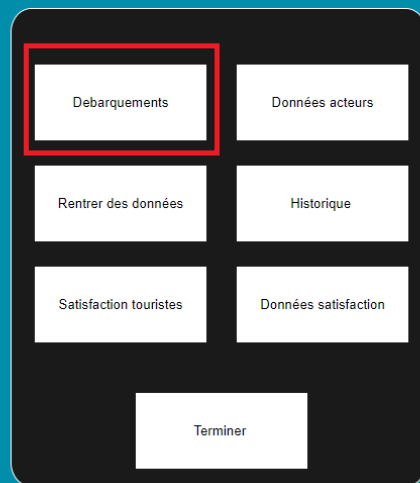 Debarquements
Données acteurs
Rentrer des données
Historique
Satisfaction touristes
Données satisfaction
Terminer